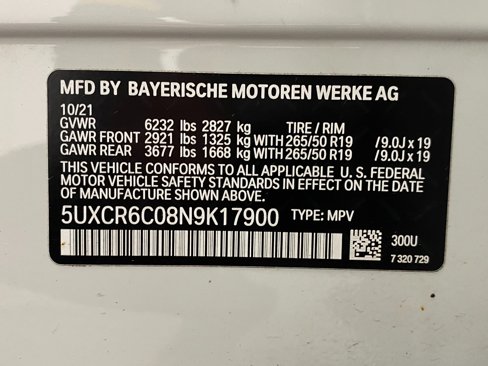 MFD BY BAYERISCHE MOTOREN WERKE AG
10/21
GVWR 6232 lbs 2827 kg TIRE / RIM
GAWR FRONT 2921 lbs 1325 kg WITH 265/50 R19 / 9.0J x 19
GAWR REAR 3677 lbs 1668 kg WITH 265/50 R19 / 9.0J x 19
THIS VEHICLE CONFORMS TO ALL APPLICABLE U. S. FEDERAL
MOTOR VEHICLE SAFETY STANDARDS IN EFFECT ON THE DATE
OF MANUFACTURE SHOWN ABOVE.
5UXCR6C08N9K17900 TYPE: MPV
300U
7 320 729